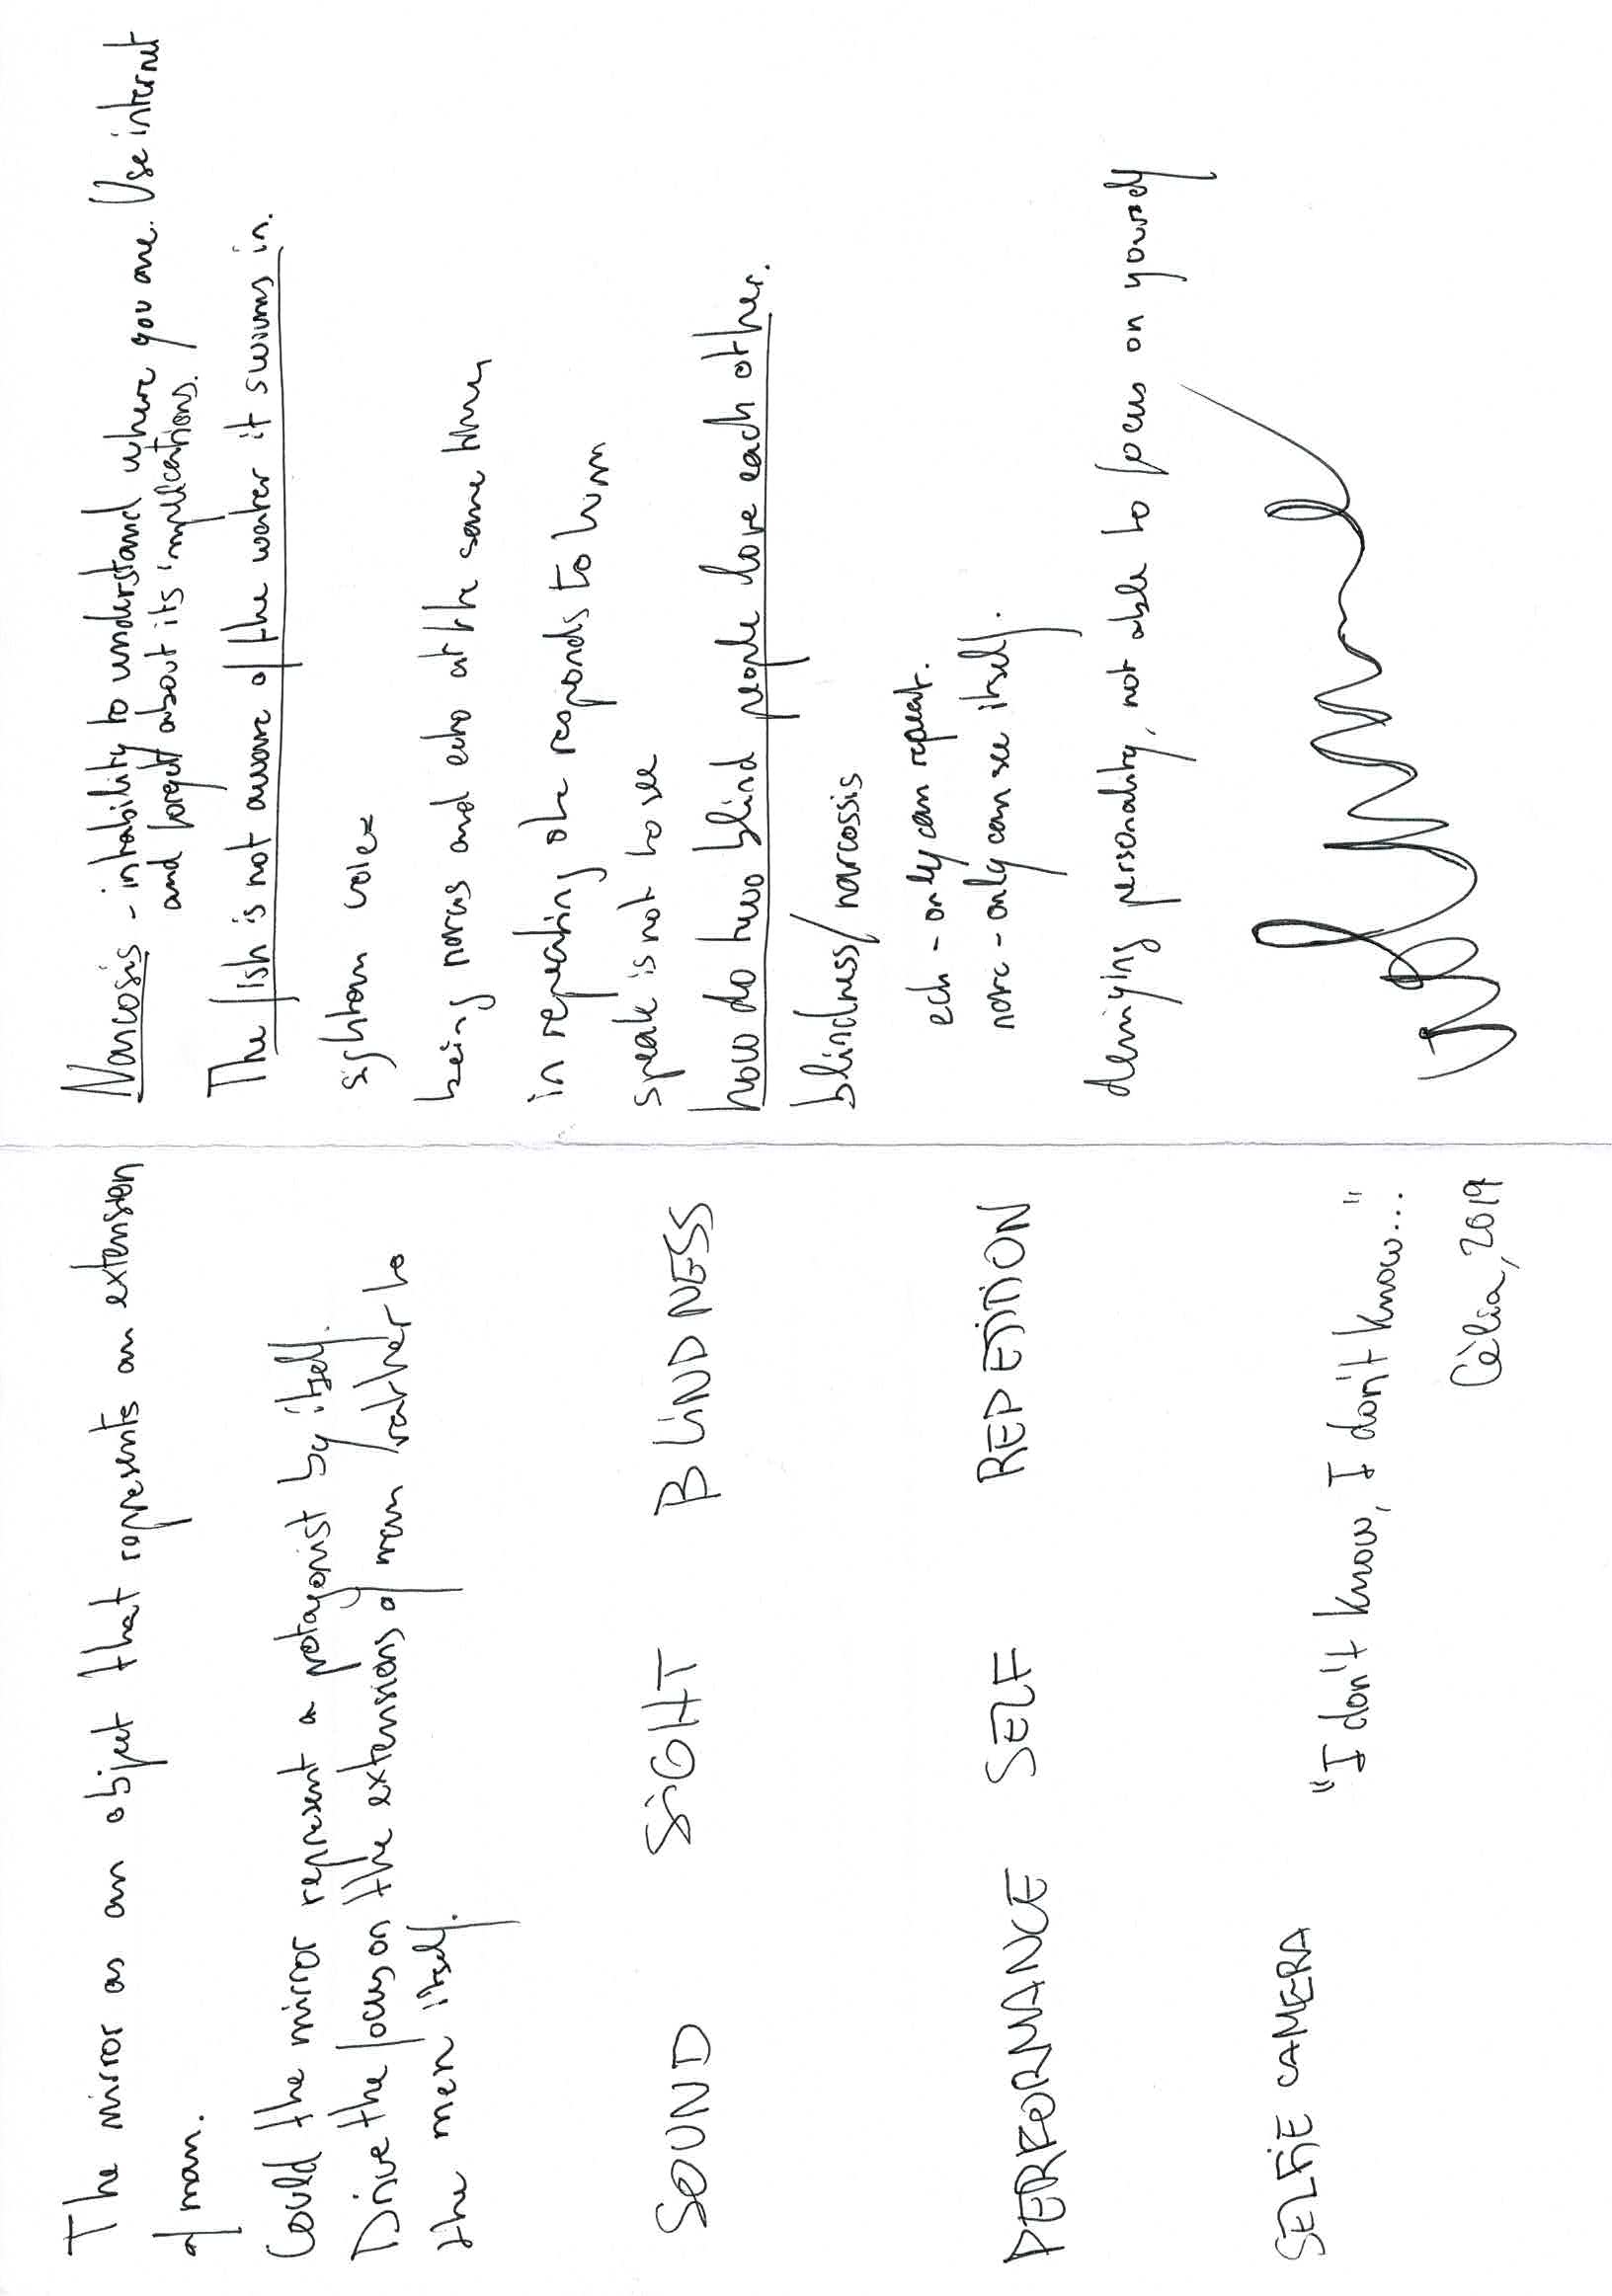 The mirror as an object that represents an extension
of man.
Could the mirror represent a protagonist by itself.
Drive the focus on the extensions of man rather to
the men itself.
SOUND SIGHT BLINDNESS
PERFORMANCE SELF REPETITION
SELFIE CAMERA
"I don't know, I don't know..."
Cèlia, 2019
Narcosis - inhability to understand where you are. Use internet
and forget about its implications.
The fish is not aware of the water it swims in.
being narcis and echo at the same time
in repeating she responds to him
speak is not to see
how do two blind people love each other.
blindness/narcossis
ech - only can repeat.
narc - only can see itself.
deniying personality, not able to focus on yourself
volume